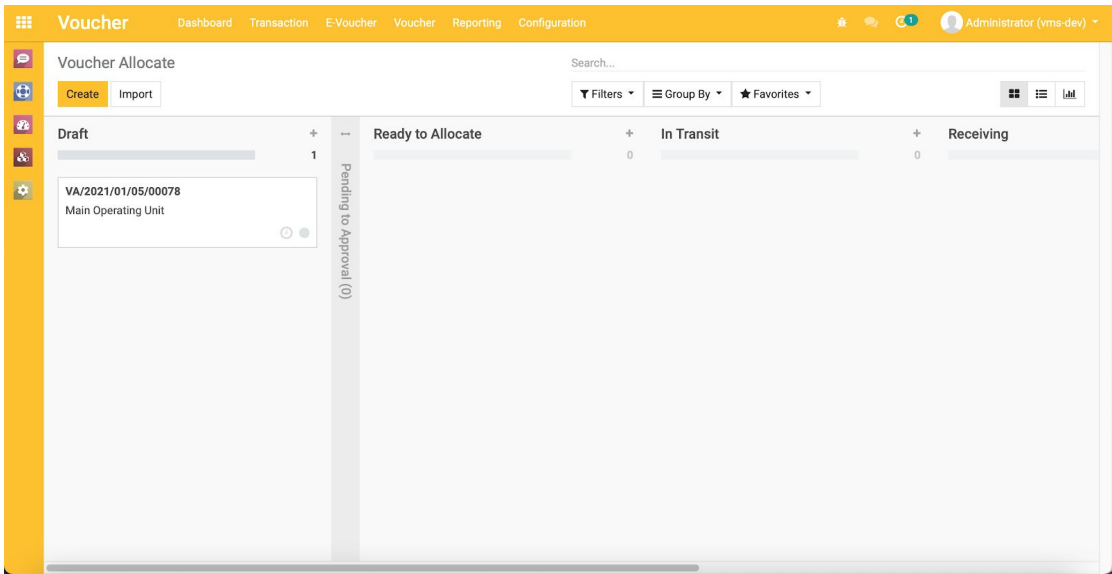 Voucher Dashboard Transaction E-Voucher Voucher Reporting Configuration 1 Administrator (vms-dev)
Voucher Allocate Search...
Create Import Filters Group By Favorites
Draft + Ready to Allocate + In Transit + Receiving
1 0 0
Pending to Approval (0)
VA/2021/01/05/00078
Main Operating Unit